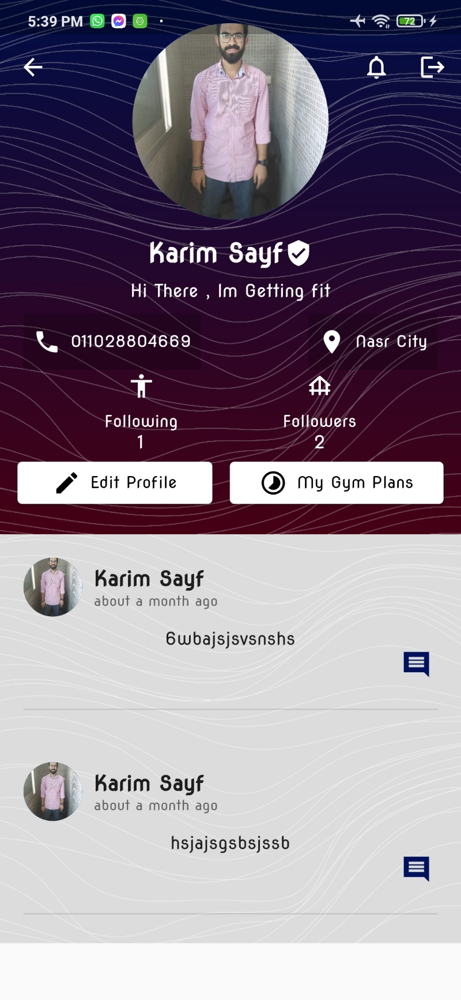 5:39 PM
72
Karim Sayf
Hi There , Im Getting fit
011028804669
Nasr City
Following
1
Followers
2
Edit Profile
My Gym Plans
Karim Sayf
about a month ago
6wbajsjsvsnshs
Karim Sayf
about a month ago
hsjajsgsbsjssb